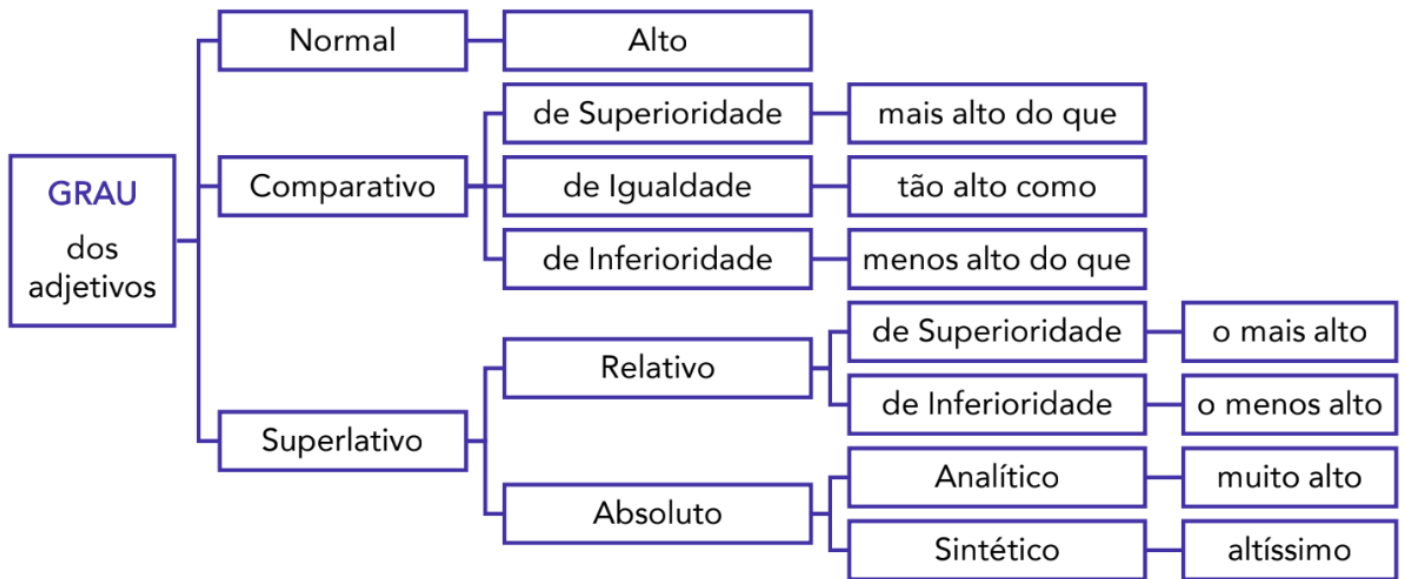 Normal
Alto
de Superioridade
mais alto do que
GRAU
dos
adjetivos
Comparativo
de Igualdade
tão alto como
de Inferioridade
menos alto do que
Superlativo
Relativo
de Superioridade
o mais alto
de Inferioridade
o menos alto
Absoluto
Analítico
muito alto
Sintético
altíssimo